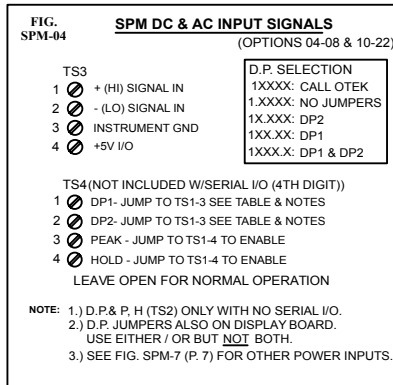 FIG.
SPM-04
SPM DC & AC INPUT SIGNALS
(OPTIONS 04-08 & 10-22)
TS3
1 + (HI) SIGNAL IN
2 - (LO) SIGNAL IN
3 INSTRUMENT GND
4 +5V I/O
D.P. SELECTION
1XXXX: CALL OTEK
1.XXXX: NO JUMPERS
1X.XXX: DP2
1XX.XX: DP1
1XXX.X: DP1 & DP2
TS4(NOT INCLUDED W/SERIAL I/O (4TH DIGIT))
1 DP1- JUMP TO TS1-3 SEE TABLE & NOTES
2 DP2- JUMP TO TS1-3 SEE TABLE & NOTES
3 PEAK - JUMP TO TS1-4 TO ENABLE
4 HOLD - JUMP TO TS1-4 TO ENABLE
LEAVE OPEN FOR NORMAL OPERATION
NOTE: 1.) D.P.& P, H (TS2) ONLY WITH NO SERIAL I/O.
2.) D.P. JUMPERS ALSO ON DISPLAY BOARD.
USE EITHER / OR BUT NOT BOTH.
3.) SEE FIG. SPM-7 (P. 7) FOR OTHER POWER INPUTS.